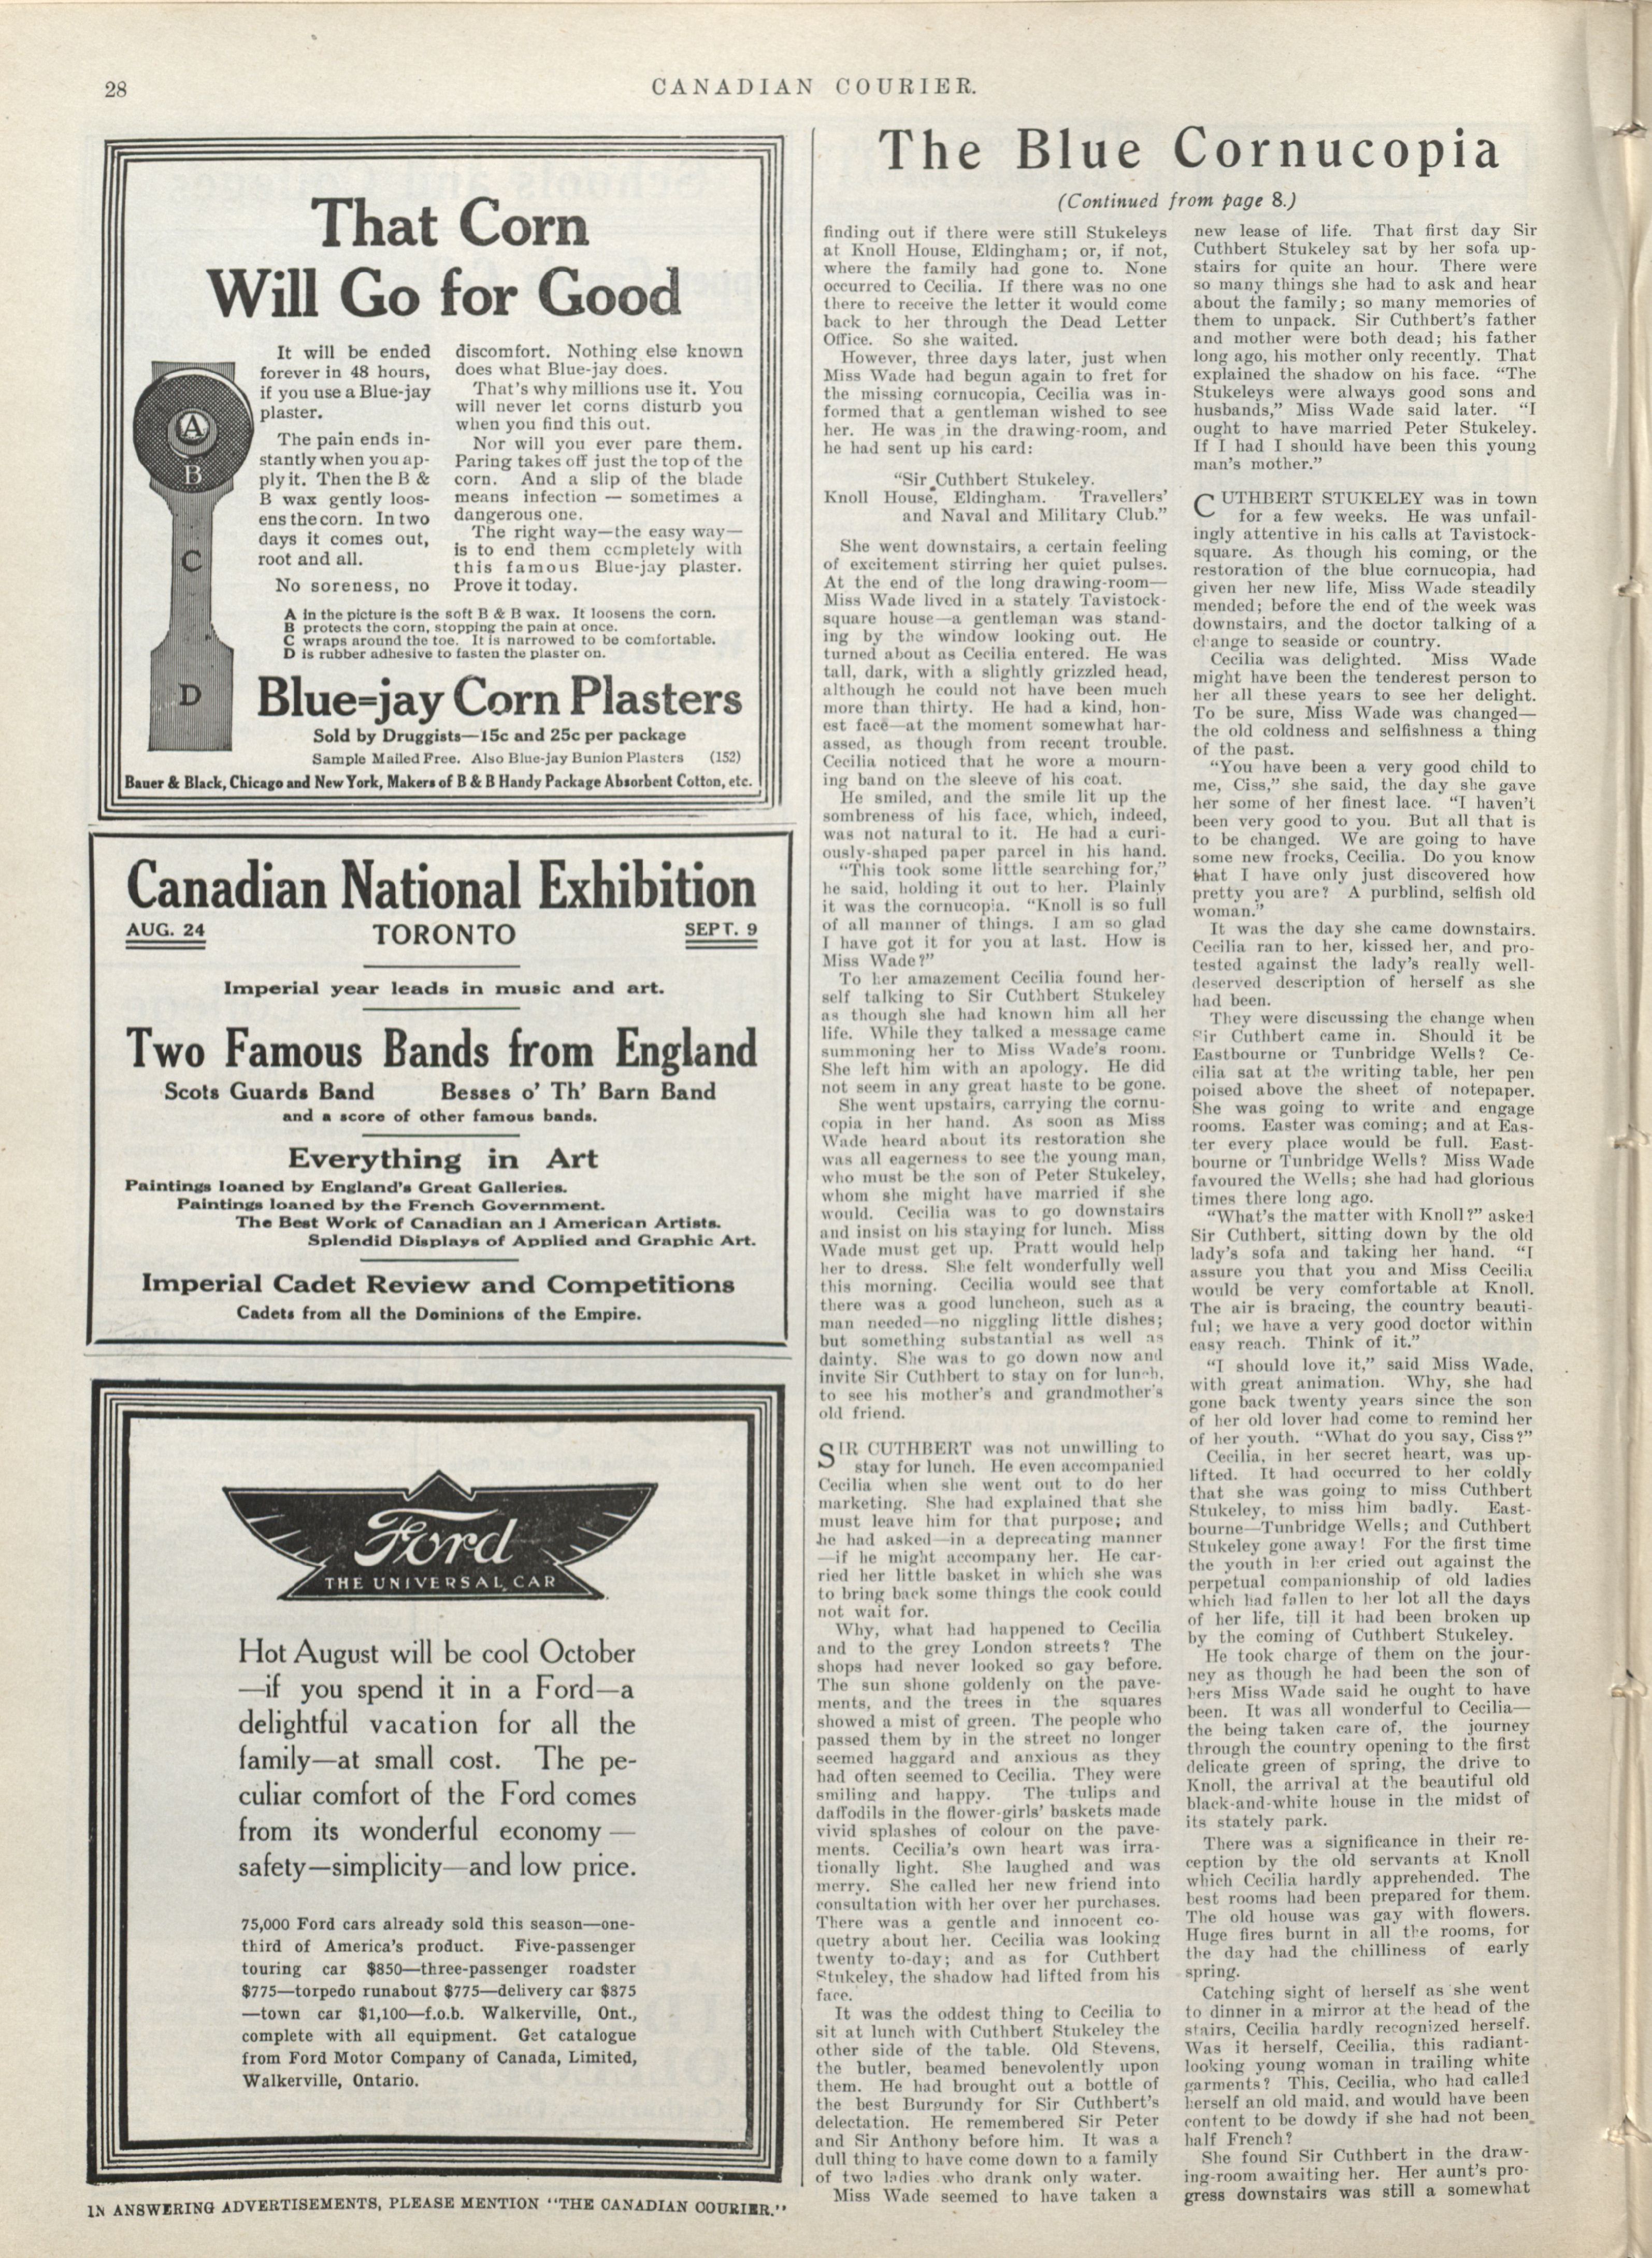 28
CANADIAN COURIER.
That Corn
Will Go for Good
It will be ended
forever in 48 hours,
if you use a Blue-jay
plaster.
The pain ends in-
stantly when you ap-
ply it. Then the B &
B wax gently loos-
ens the corn. In two
days it comes out,
root and all.
No soreness, no
discomfort. Nothing else known
does what Blue-jay does.
That's why millions use it. You
will never let corns disturb you
when you find this out.
Nor will you ever pare them.
Paring takes off just the top of the
corn. And a slip of the blade
means infection — sometimes a
dangerous one.
The right way—the easy way—
is to end them completely with
this famous Blue-jay plaster.
Prove it today.
A
B
C
D
A in the picture is the soft B & B wax. It loosens the corn.
B protects the corn, stopping the pain at once.
C wraps around the toe. It is narrowed to be comfortable.
D is rubber adhesive to fasten the plaster on.
Blue=jay Corn Plasters
Sold by Druggists—15c and 25c per package
Sample Mailed Free. Also Blue-jay Bunion Plasters (152)
Bauer & Black, Chicago and New York, Makers of B & B Handy Package Absorbent Cotton, etc.
Canadian National Exhibition
AUG. 24 TORONTO SEPT. 9
Imperial year leads in music and art.
Two Famous Bands from England
Scots Guards Band Besses o' Th' Barn Band
and a score of other famous bands.
Everything in Art
Paintings loaned by England's Great Galleries.
Paintings loaned by the French Government.
The Best Work of Canadian and American Artists.
Splendid Displays of Applied and Graphic Art.
Imperial Cadet Review and Competitions
Cadets from all the Dominions of the Empire.
Ford
THE UNIVERSAL CAR
Hot August will be cool October
—if you spend it in a Ford—a
delightful vacation for all the
family—at small cost. The pe-
culiar comfort of the Ford comes
from its wonderful economy —
safety—simplicity—and low price.
75,000 Ford cars already sold this season—one-
third of America's product. Five-passenger
touring car $850—three-passenger roadster
$775—torpedo runabout $775—delivery car $875
—town car $1,100—f.o.b. Walkerville, Ont.,
complete with all equipment. Get catalogue
from Ford Motor Company of Canada, Limited,
Walkerville, Ontario.
IN ANSWERING ADVERTISEMENTS, PLEASE MENTION "THE CANADIAN COURIER."
The Blue Cornucopia
(Continued from page 8.)
finding out if there were still Stukeleys
at Knoll House, Eldingham; or, if not,
where the family had gone to. None
occurred to Cecilia. If there was no one
there to receive the letter it would come
back to her through the Dead Letter
Office. So she waited.
However, three days later, just when
Miss Wade had begun again to fret for
the missing cornucopia, Cecilia was in-
formed that a gentleman wished to see
her. He was in the drawing-room, and
he had sent up his card:
"Sir Cuthbert Stukeley.
Knoll House, Eldingham. Travellers'
and Naval and Military Club."
She went downstairs, a certain feeling
of excitement stirring her quiet pulses.
At the end of the long drawing-room—
Miss Wade lived in a stately Tavistock-
square house—a gentleman was stand-
ing by the window looking out. He
turned about as Cecilia entered. He was
tall, dark, with a slightly grizzled head,
although he could not have been much
more than thirty. He had a kind, hon-
est face—at the moment somewhat har-
assed, as though from recent trouble.
Cecilia noticed that he wore a mourn-
ing band on the sleeve of his coat.
He smiled, and the smile lit up the
sombreness of his face, which, indeed,
was not natural to it. He had a curi-
ously-shaped paper parcel in his hand.
"This took some little searching for,"
he said, holding it out to her. Plainly
it was the cornucopia. "Knoll is so full
of all manner of things. I am so glad
I have got it for you at last. How is
Miss Wade?"
To her amazement Cecilia found her-
self talking to Sir Cuthbert Stukeley
as though she had known him all her
life. While they talked a message came
summoning her to Miss Wade's room.
She left him with an apology. He did
not seem in any great haste to be gone.
She went upstairs, carrying the cornu-
copia in her hand. As soon as Miss
Wade heard about its restoration she
was all eagerness to see the young man,
who must be the son of Peter Stukeley,
whom she might have married if she
would. Cecilia was to go downstairs
and insist on his staying for lunch. Miss
Wade must get up. Pratt would help
her to dress. She felt wonderfully well
this morning. Cecilia would see that
there was a good luncheon, such as a
man needed—no niggling little dishes;
but something substantial as well as
dainty. She was to go down now and
invite Sir Cuthbert to stay on for lunch,
to see his mother's and grandmother's
old friend.
SIR CUTHBERT was not unwilling to
stay for lunch. He even accompanied
Cecilia when she went out to do her
marketing. She had explained that she
must leave him for that purpose; and
he had asked—in a deprecating manner
—if he might accompany her. He car-
ried her little basket in which she was
to bring back some things the cook could
not wait for.
Why, what had happened to Cecilia
and to the grey London streets? The
shops had never looked so gay before.
The sun shone goldenly on the pave-
ments, and the trees in the squares
showed a mist of green. The people who
passed them by in the street no longer
seemed haggard and anxious as they
had often seemed to Cecilia. They were
smiling and happy. The tulips and
daffodils in the flower-girls' baskets made
vivid splashes of colour on the pave-
ments. Cecilia's own heart was irra-
tionally light. She laughed and was
merry. She called her new friend into
consultation with her over her purchases.
There was a gentle and innocent co-
quetry about her. Cecilia was looking
twenty to-day; and as for Cuthbert
Stukeley, the shadow had lifted from his
face.
It was the oddest thing to Cecilia to
sit at lunch with Cuthbert Stukeley the
other side of the table. Old Stevens,
the butler, beamed benevolently upon
them. He had brought out a bottle of
the best Burgundy for Sir Cuthbert's
delectation. He remembered Sir Peter
and Sir Anthony before him. It was a
dull thing to have come down to a family
of two ladies who drank only water.
Miss Wade seemed to have taken a
new lease of life. That first day Sir
Cuthbert Stukeley sat by her sofa up-
stairs for quite an hour. There were
so many things she had to ask and hear
about the family; so many memories of
them to unpack. Sir Cuthbert's father
and mother were both dead; his father
long ago, his mother only recently. That
explained the shadow on his face. "The
Stukeleys were always good sons and
husbands," Miss Wade said later. "I
ought to have married Peter Stukeley.
If I had I should have been this young
man's mother."
CUTHBERT STUKELEY was in town
for a few weeks. He was unfail-
ingly attentive in his calls at Tavistock-
square. As though his coming, or the
restoration of the blue cornucopia, had
given her new life, Miss Wade steadily
mended; before the end of the week was
downstairs, and the doctor talking of a
change to seaside or country.
Cecilia was delighted. Miss Wade
might have been the tenderest person to
her all these years to see her delight.
To be sure, Miss Wade was changed—
the old coldness and selfishness a thing
of the past.
"You have been a very good child to
me, Ciss," she said, the day she gave
her some of her finest lace. "I haven't
been very good to you. But all that is
to be changed. We are going to have
some new frocks, Cecilia. Do you know
that I have only just discovered how
pretty you are? A purblind, selfish old
woman."
It was the day she came downstairs.
Cecilia ran to her, kissed her, and pro-
tested against the lady's really well-
deserved description of herself as she
had been.
They were discussing the change when
Sir Cuthbert came in. Should it be
Eastbourne or Tunbridge Wells? Ce-
cilia sat at the writing table, her pen
poised above the sheet of notepaper.
She was going to write and engage
rooms. Easter was coming; and at Eas-
ter every place would be full. East-
bourne or Tunbridge Wells? Miss Wade
favoured the Wells; she had had glorious
times there long ago.
"What's the matter with Knoll?" asked
Sir Cuthbert, sitting down by the old
lady's sofa and taking her hand. "I
assure you that you and Miss Cecilia
would be very comfortable at Knoll.
The air is bracing, the country beauti-
ful; we have a very good doctor within
easy reach. Think of it."
"I should love it," said Miss Wade,
with great animation. Why, she had
gone back twenty years since the son
of her old lover had come to remind her
of her youth. "What do you say, Ciss?"
Cecilia, in her secret heart, was up-
lifted. It had occurred to her coldly
that she was going to miss Cuthbert
Stukeley, to miss him badly. East-
bourne—Tunbridge Wells; and Cuthbert
Stukeley gone away! For the first time
the youth in her cried out against the
perpetual companionship of old ladies
which had fallen to her lot all the days
of her life, till it had been broken up
by the coming of Cuthbert Stukeley.
He took charge of them on the jour-
ney as though he had been the son of
hers Miss Wade said he ought to have
been. It was all wonderful to Cecilia—
the being taken care of, the journey
through the country opening to the first
delicate green of spring, the drive to
Knoll, the arrival at the beautiful old
black-and-white house in the midst of
its stately park.
There was a significance in their re-
ception by the old servants at Knoll
which Cecilia hardly apprehended. The
best rooms had been prepared for them.
The old house was gay with flowers.
Huge fires burnt in all the rooms, for
the day had the chilliness of early
spring.
Catching sight of herself as she went
to dinner in a mirror at the head of the
stairs, Cecilia hardly recognized herself.
Was it herself, Cecilia, this radiant-
looking young woman in trailing white
garments? This, Cecilia, who had called
herself an old maid, and would have been
content to be dowdy if she had not been
half French?
She found Sir Cuthbert in the draw-
ing-room awaiting her. Her aunt's pro-
gress downstairs was still a somewhat